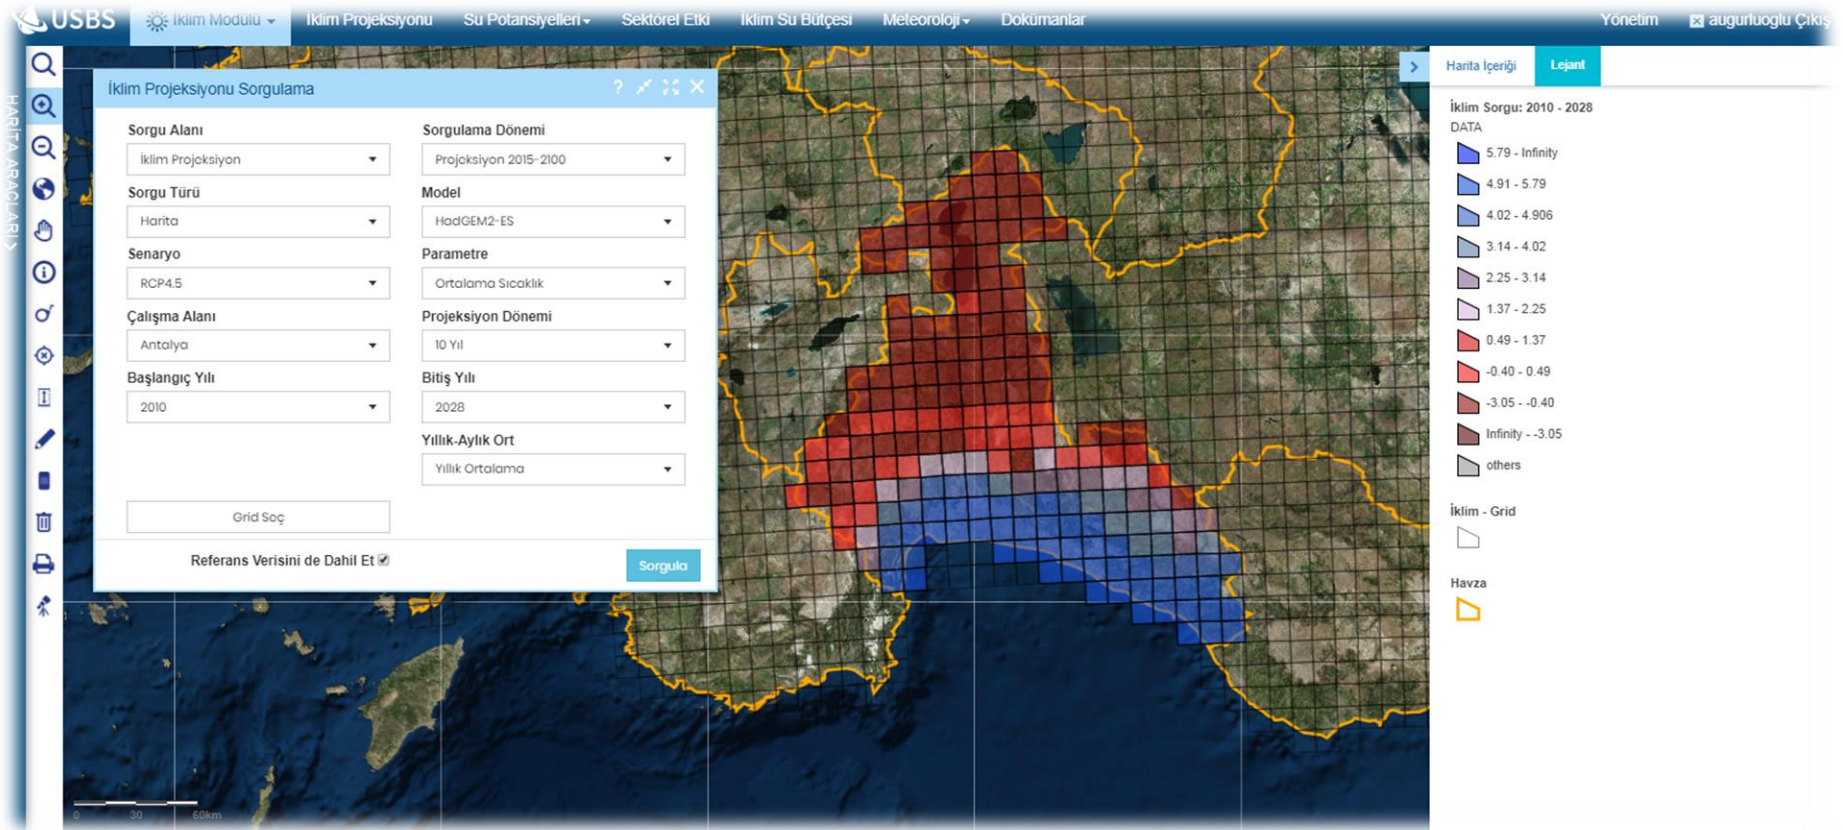 USBS
İklim Modülü
İklim Projeksiyonu
Su Potansiyelleri
Sektörel Etki
İklim Su Bütçesi
Meteoroloji
Dokümanlar
Yönetim
augurluoglu Çıkış
HARİTA ARAÇLARI
İklim Projeksiyonu Sorgulama
Sorgu Alanı
Sorgulama Dönemi
İklim Projeksiyon
Projeksiyon 2015-2100
Sorgu Türü
Model
Harita
HadGEM2-ES
Senaryo
Parametre
RCP4.5
Ortalama Sıcaklık
Çalışma Alanı
Projeksiyon Dönemi
Antalya
10 Yıl
Başlangıç Yılı
Bitiş Yılı
2010
2028
Yıllık-Aylık Ort
Yıllık Ortalama
Grid Seç
Referans Verisini de Dahil Et
Sorgula
Harita İçeriği
Lejant
İklim Sorgu: 2010 - 2028
DATA
5.79 - Infinity
4.91 - 5.79
4.02 - 4.906
3.14 - 4.02
2.25 - 3.14
1.37 - 2.25
0.49 - 1.37
-0.40 - 0.49
-3.05 - -0.40
Infinity - -3.05
others
İklim - Grid
Havza
0 30 60km